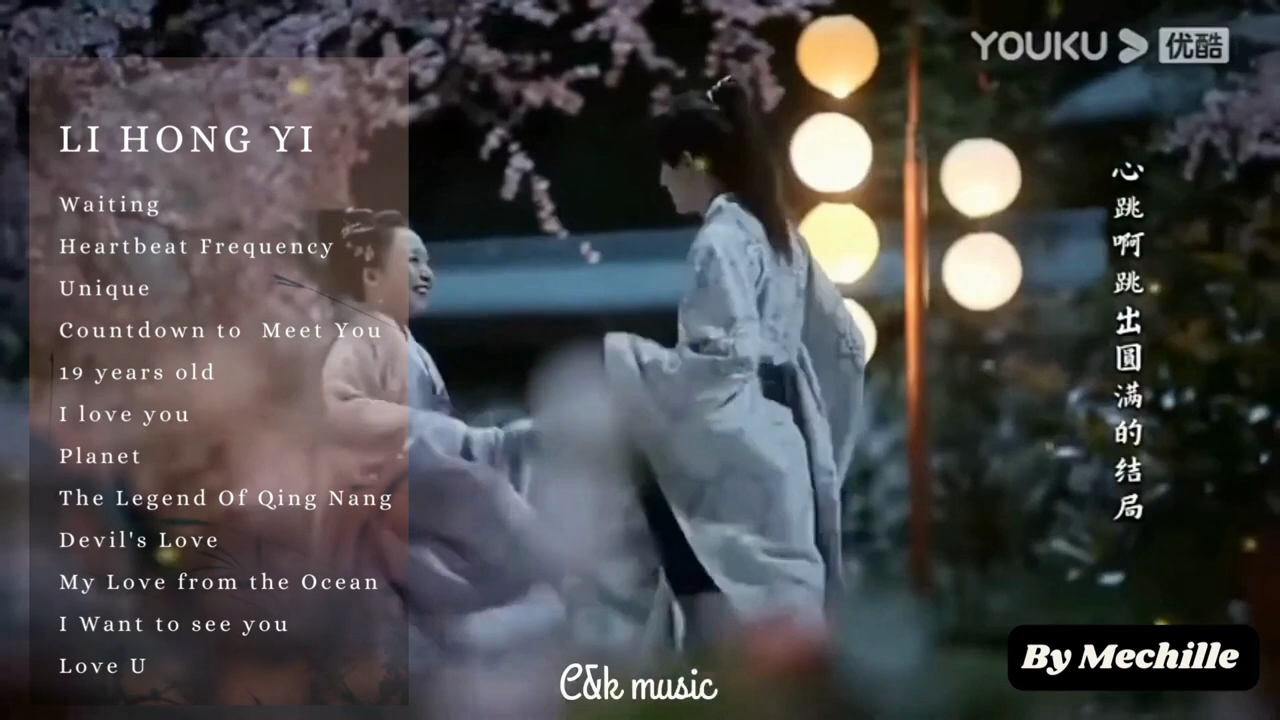 YOUKU 优酷
LI HONG YI
Waiting
Heartbeat Frequency
Unique
Countdown to Meet You
19 years old
I love you
Planet
The Legend Of Qing Nang
Devil's Love
My Love from the Ocean
I Want to see you
Love U
心跳啊跳出圓满的结局
By Mechille
C&k music